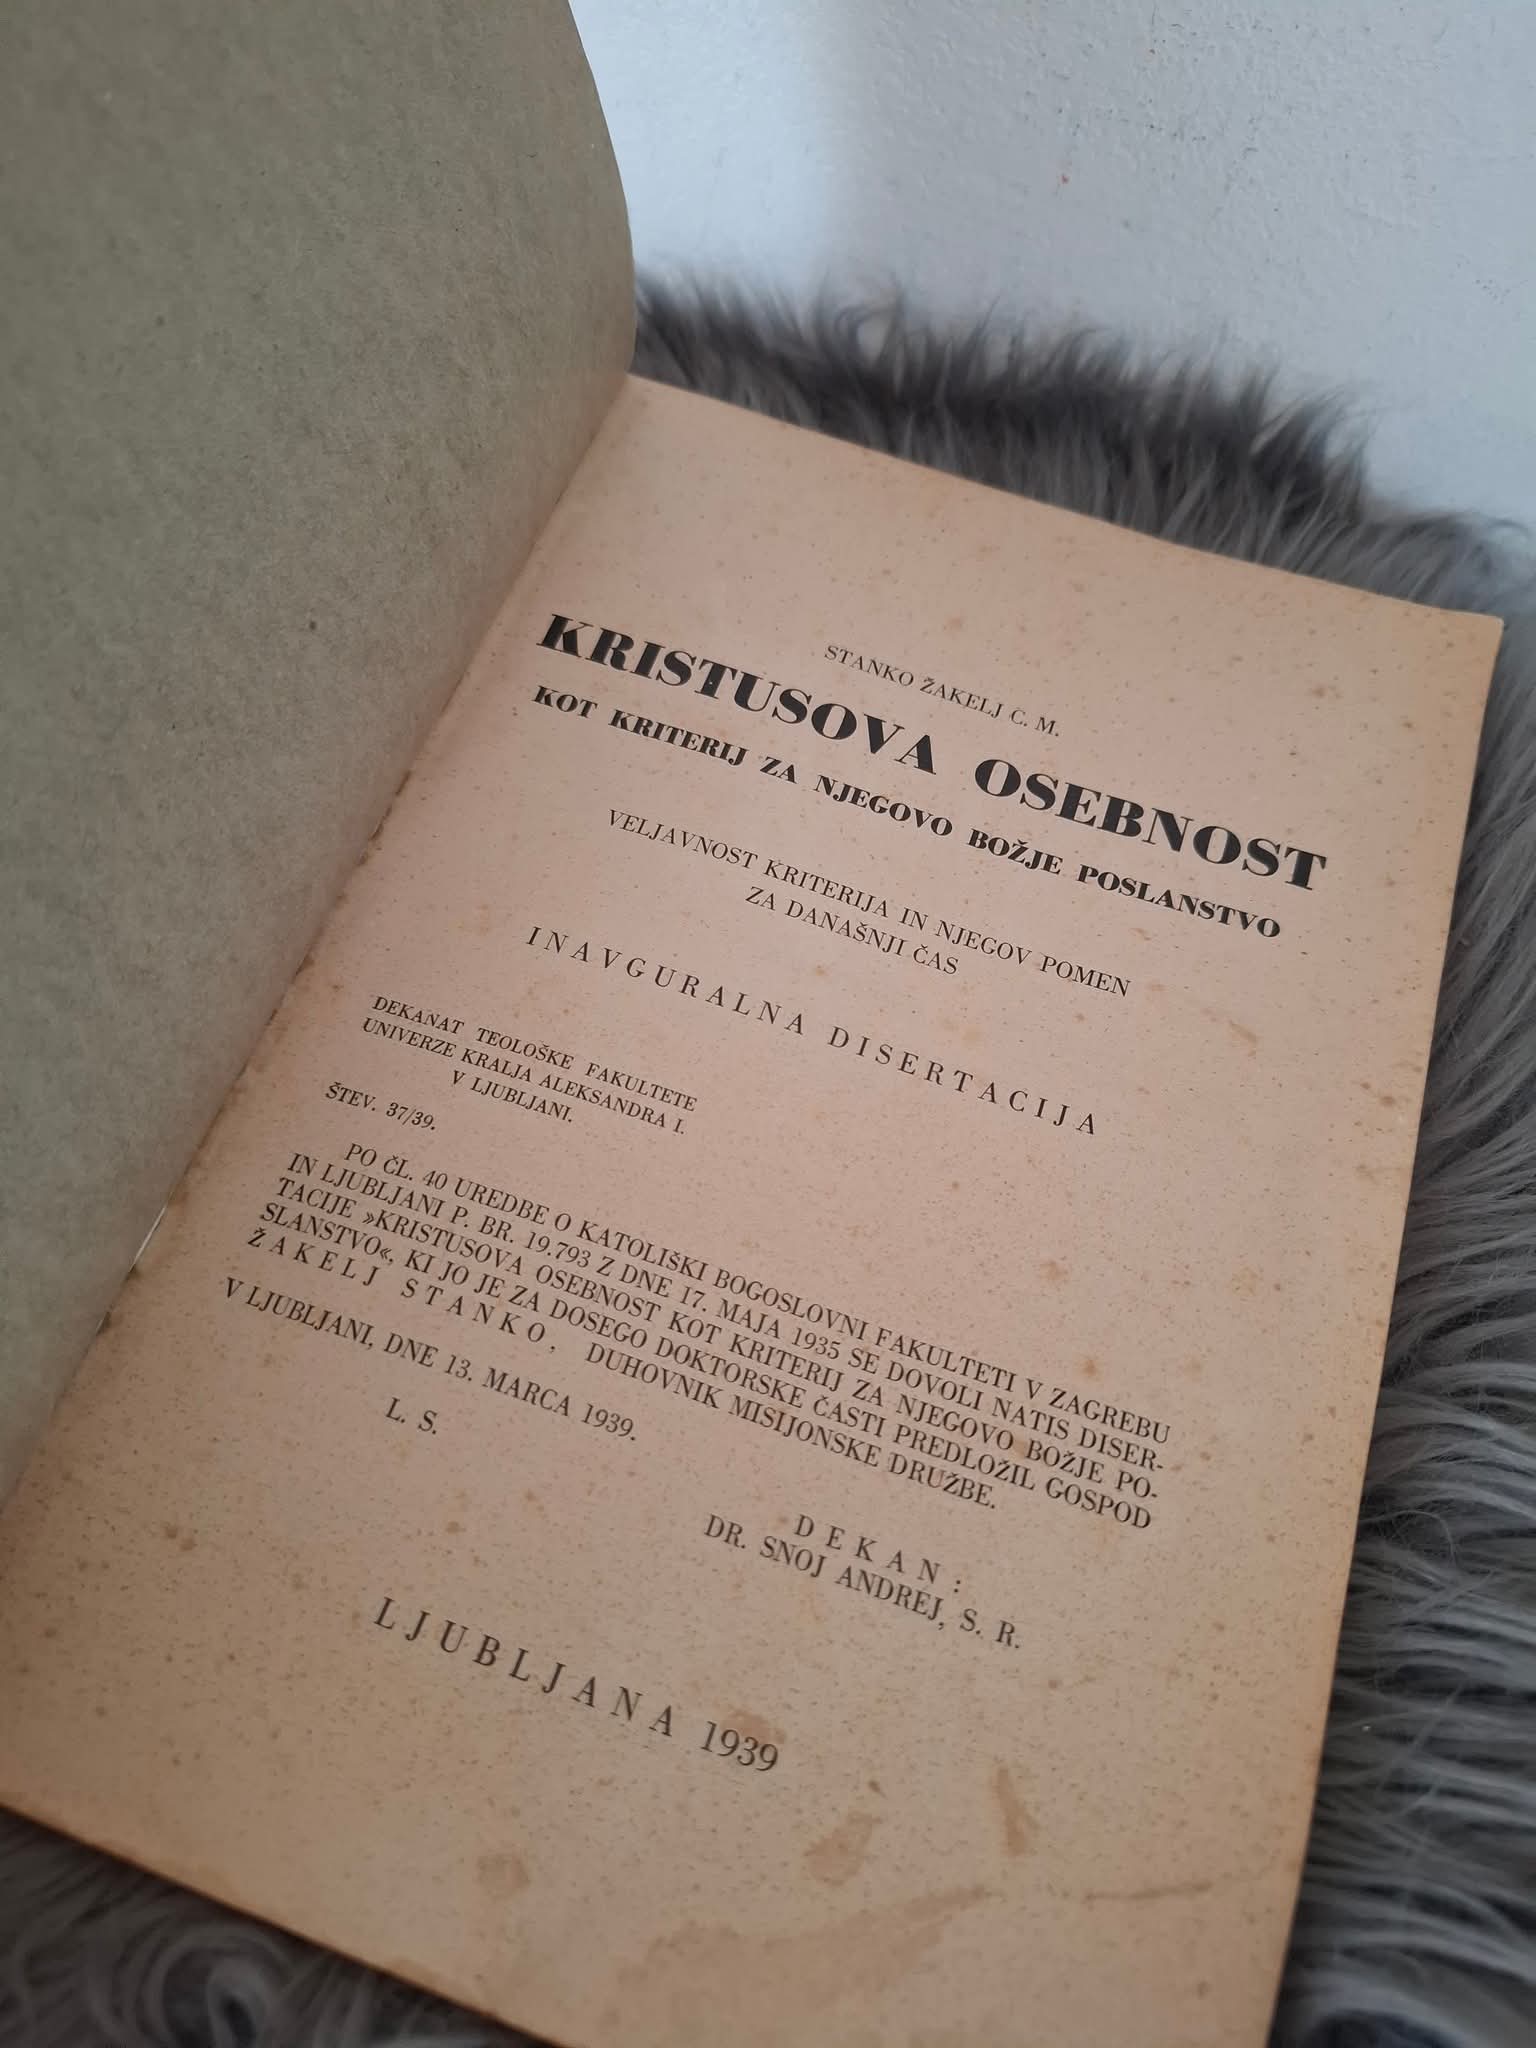 STANKO ŽAKELJ C. M.
KRISTUSOVA OSEBNOST
KOT KRITERIJ ZA NJEGOVO BOŽJE POSLANSTVO
VELJAVNOST KRITERIJA IN NJEGOV POMEN
ZA DANAŠNJI ČAS
INAVGURALNA DISERTACIJA
DEKANAT TEOLOŠKE FAKULTETE
UNIVERZE KRALJA ALEKSANDRA I.
V LJUBLJANI.
ŠTEV. 37/39.
PO ČL. 40 UREDBE O KATOLIŠKI BOGOSLOVNI FAKULTETI V ZAGREBU
IN LJUBLJANI P. BR. 19.793 Z DNE 17. MAJA 1935 SE DOVOLI NATIS DISER-
TACIJE »KRISTUSOVA OSEBNOST KOT KRITERIJ ZA NJEGOVO BOŽJE PO-
SLANSTVO«, KI JO JE ZA DOSEGO DOKTORSKE ČASTI PREDLOŽIL GOSPOD
ŽAKELJ STANKO, DUHOVNIK MISIJONSKE DRUŽBE.
V LJUBLJANI, DNE 13. MARCA 1939.
L. S.
DEKAN:
DR. SNOJ ANDREJ, S. R.
LJUBLJANA 1939